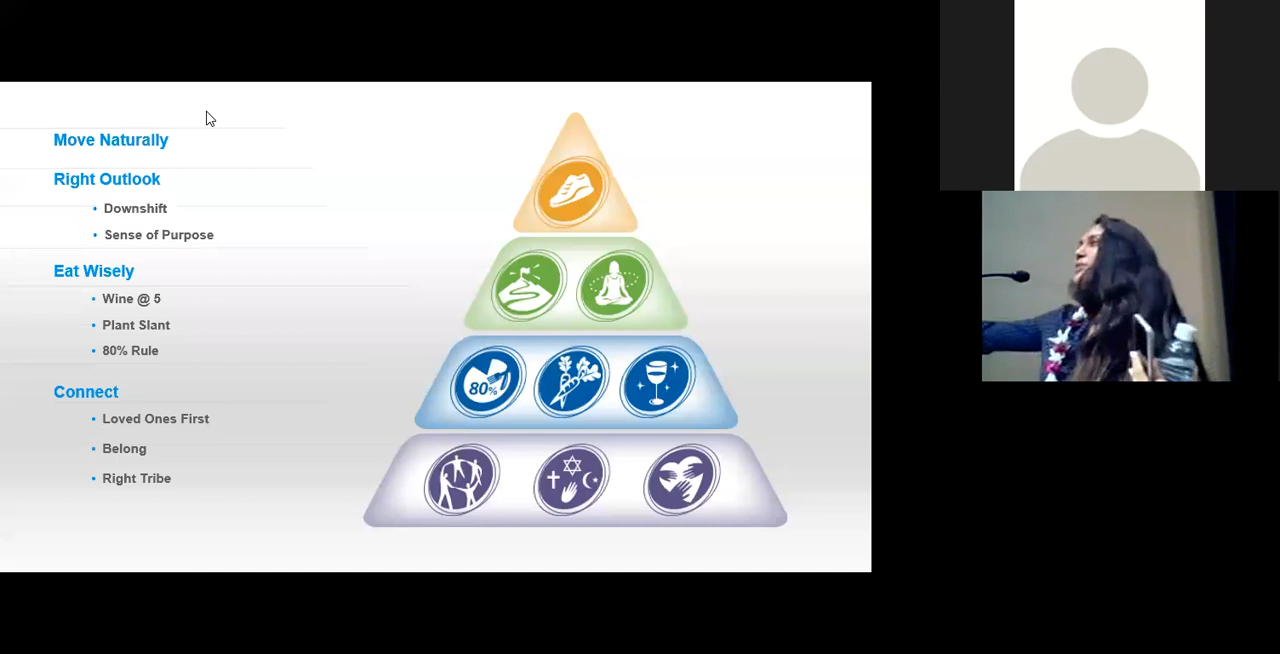 Move Naturally
Right Outlook
• Downshift
• Sense of Purpose
Eat Wisely
• Wine @ 5
• Plant Slant
• 80% Rule
Connect
• Loved Ones First
• Belong
• Right Tribe
80%